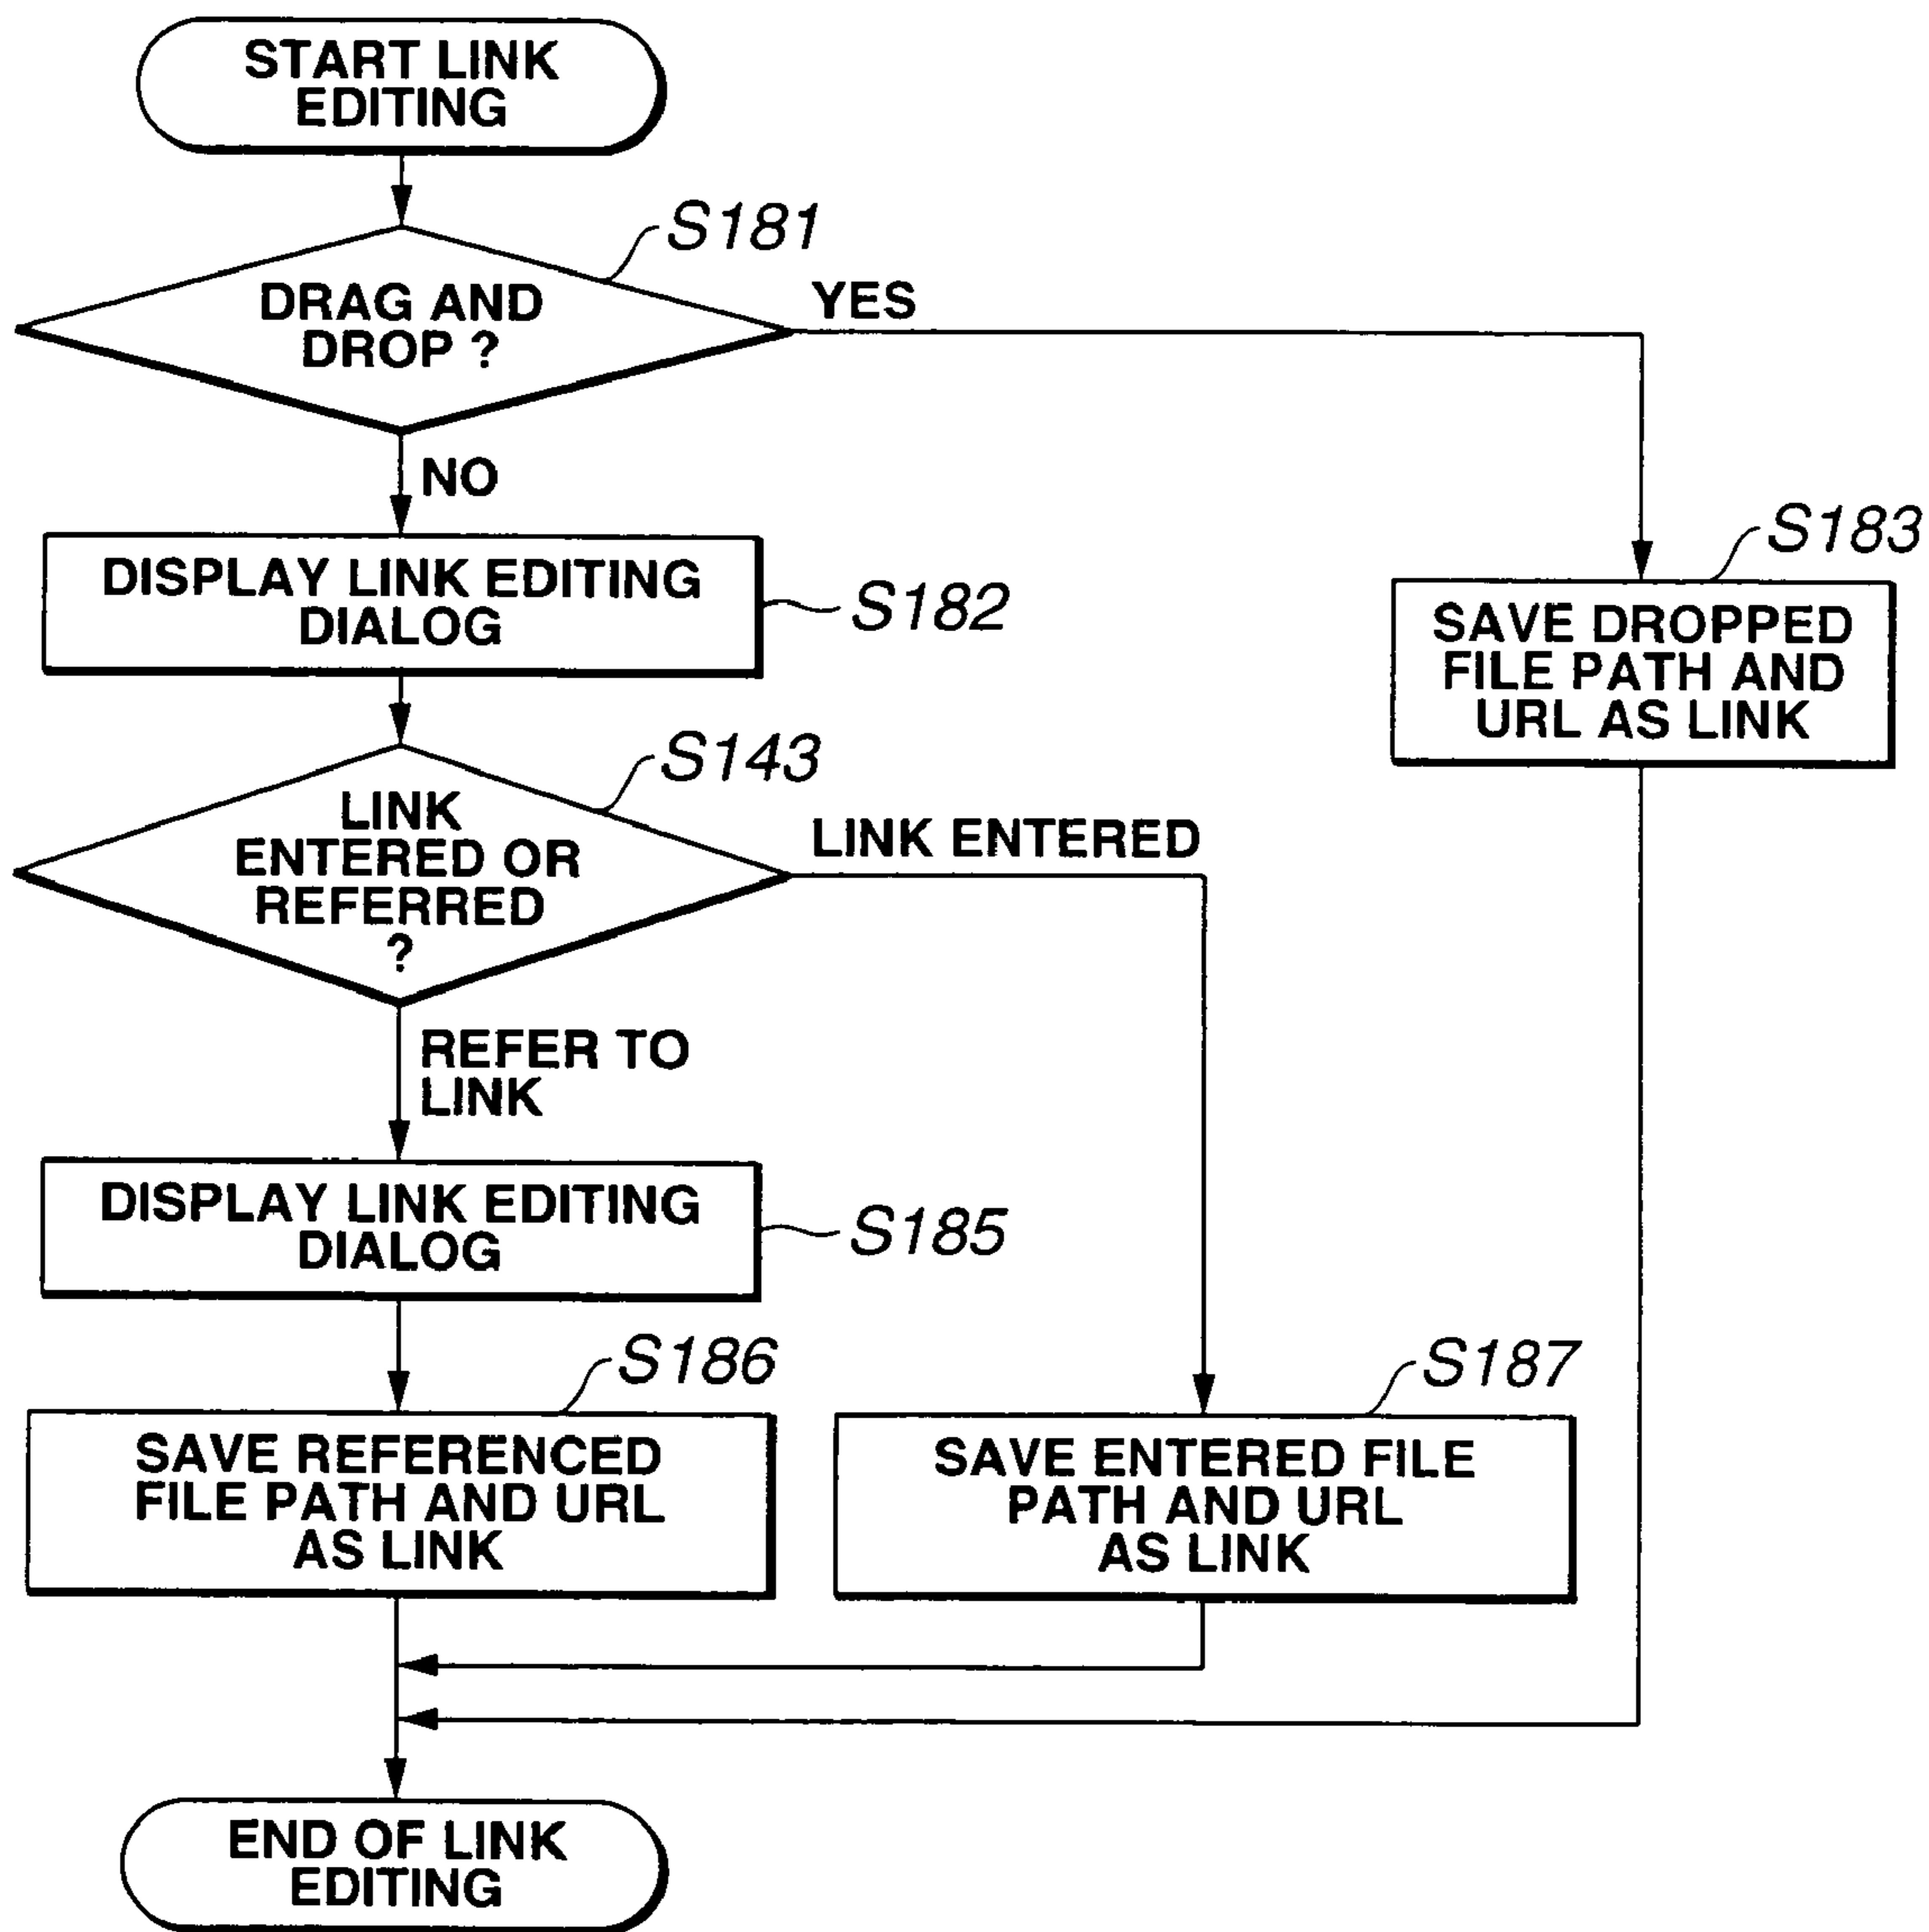 START LINK
EDITING
S181
DRAG AND
DROP ?
YES
NO
DISPLAY LINK EDITING
DIALOG
S182
S183
SAVE DROPPED
FILE PATH AND
URL AS LINK
S143
LINK
ENTERED OR
REFERRED
?
LINK ENTERED
REFER TO
LINK
DISPLAY LINK EDITING
DIALOG
S185
S186
SAVE REFERENCED
FILE PATH AND URL
AS LINK
S187
SAVE ENTERED FILE
PATH AND URL
AS LINK
END OF LINK
EDITING